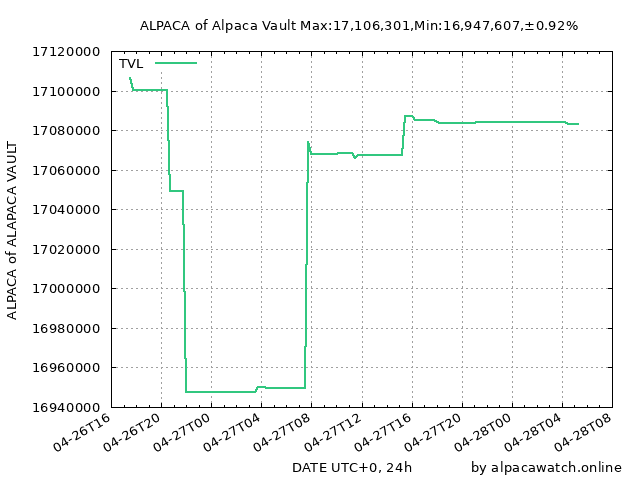 ALPACA of Alpaca Vault Max:17,106,301,Min:16,947,607,±0.92%
TVL
17120000
17100000
17080000
17060000
17040000
17020000
17000000
16980000
16960000
16940000
ALPACA of ALAPACA VAULT
04-26T16
04-26T20
04-27T00
04-27T04
04-27T08
04-27T12
04-27T16
04-27T20
04-28T00
04-28T04
04-28T08
DATE UTC+0, 24h
by alpacawatch.online